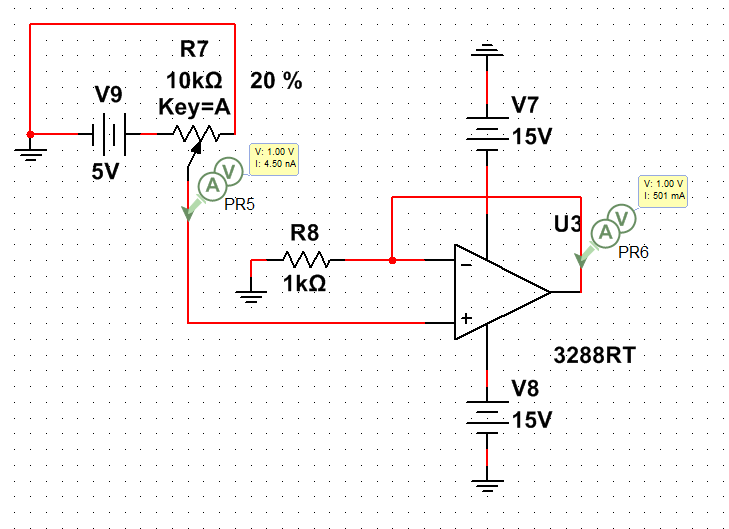 R7
10kΩ
20 %
Key=A
V9
5V
V: 1.00 V
I: 4.50 nA
A
V
PR5
V7
15V
V: 1.00 V
I: 501 mA
A
V
PR6
U3
R8
1kΩ
−
+
3288RT
V8
15V